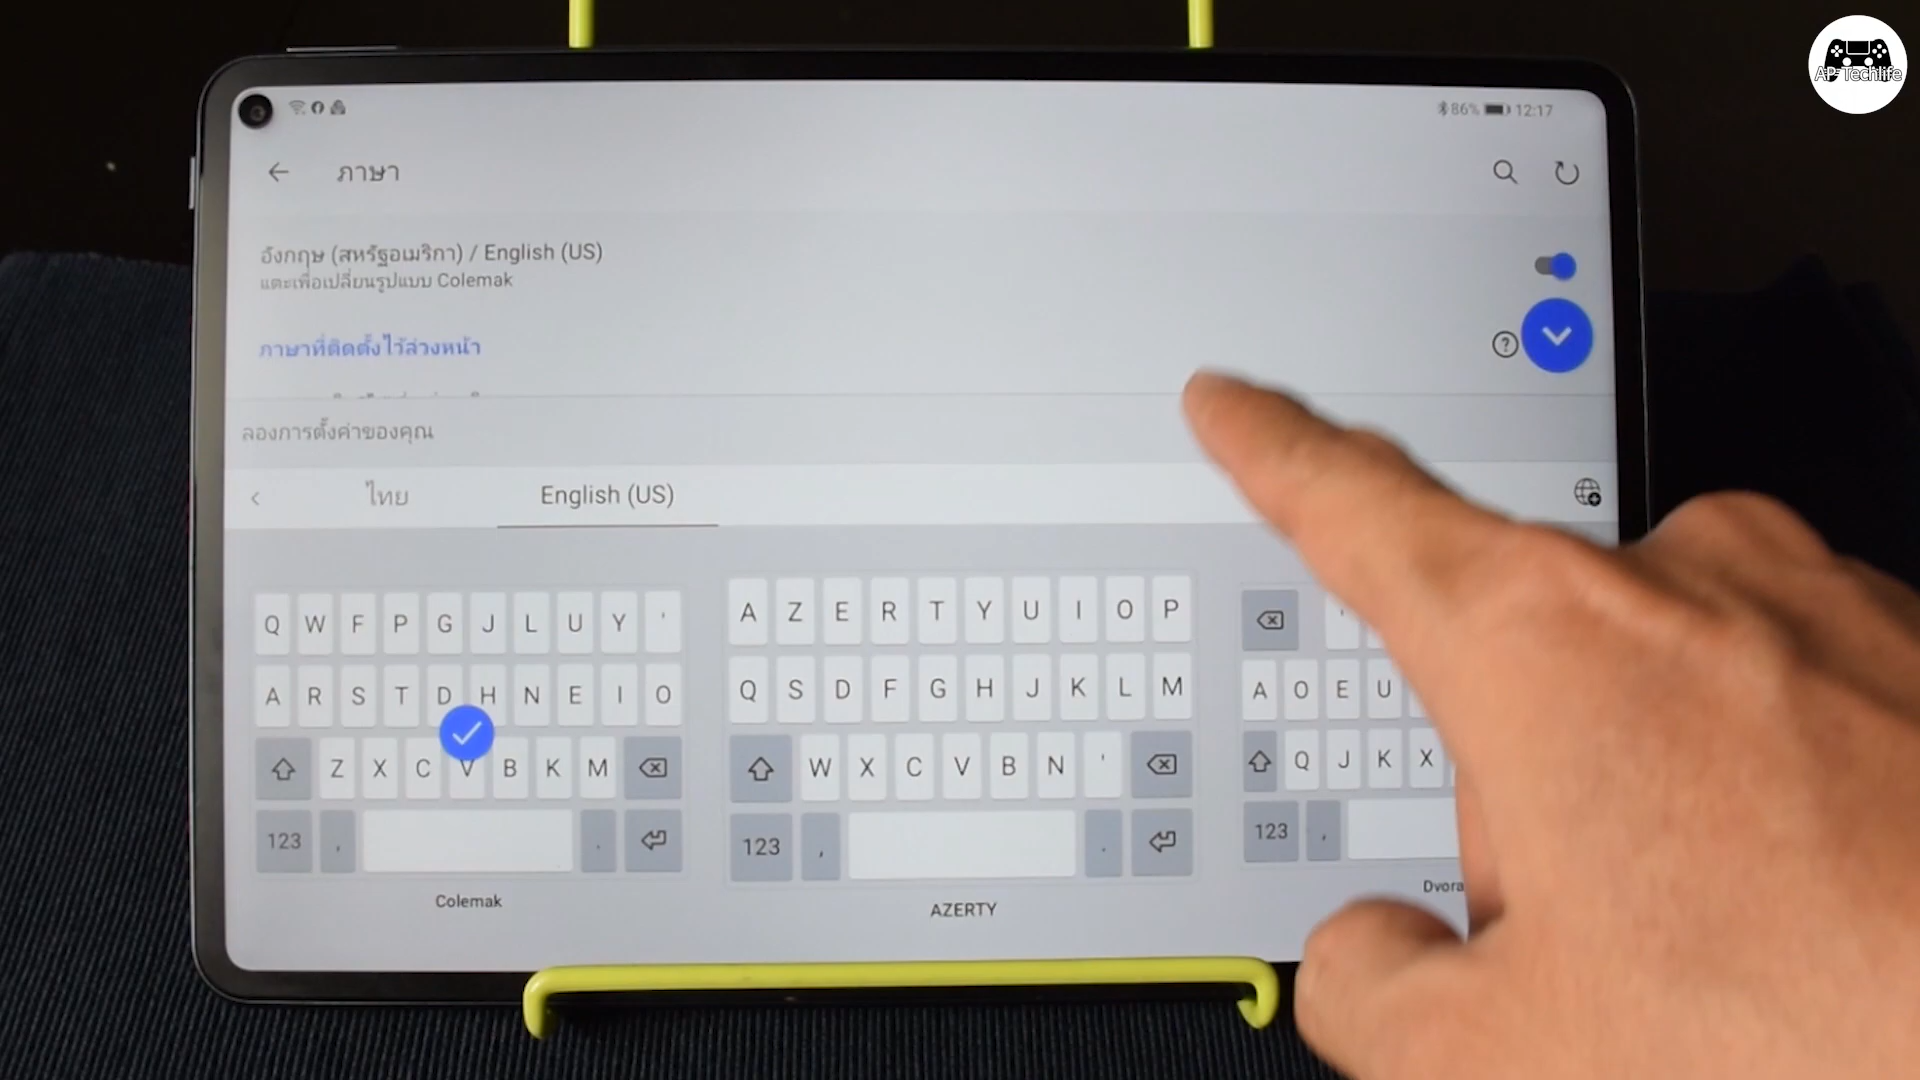 AP Techlife
86% 12:17
ภาษา
อังกฤษ (สหรัฐอเมริกา) / English (US)
แตะเพื่อเปลี่ยนรูปแบบ Colemak
ภาษาที่ติดตั้งไว้ล่วงหน้า
ลองการตั้งค่าของคุณ
ไทย English (US)
Q W F P G J L U Y '
A R S T D H N E I O
Z X C V B K M
123 , .
Colemak
A Z E R T Y U I O P
Q S D F G H J K L M
W X C V B N '
123 , .
AZERTY
'
A O E U
Q J K X
123 ,
Dvora